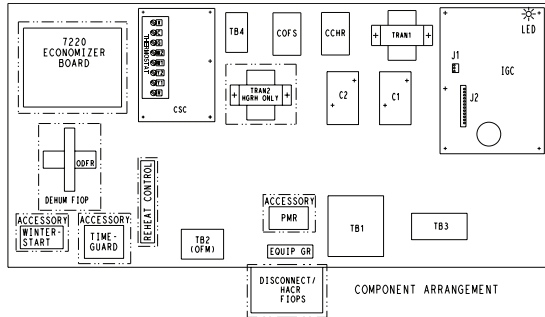 7220
ECONOMIZER
BOARD
THERMOSTAT
CSC
TB4
COFS
CCHR
TRAN1
LED
J1
IGC
J2
TRAN2
HGRH ONLY
C2
C1
ODFR
DEHUM FIOP
REHEAT CONTROL
ACCESSORY
WINTER-
START
ACCESSORY
TIME-
GUARD
TB2
(OFM)
ACCESSORY
PMR
EQUIP GR
TB1
TB3
DISCONNECT/
HACR
FIOPS
COMPONENT ARRANGEMENT